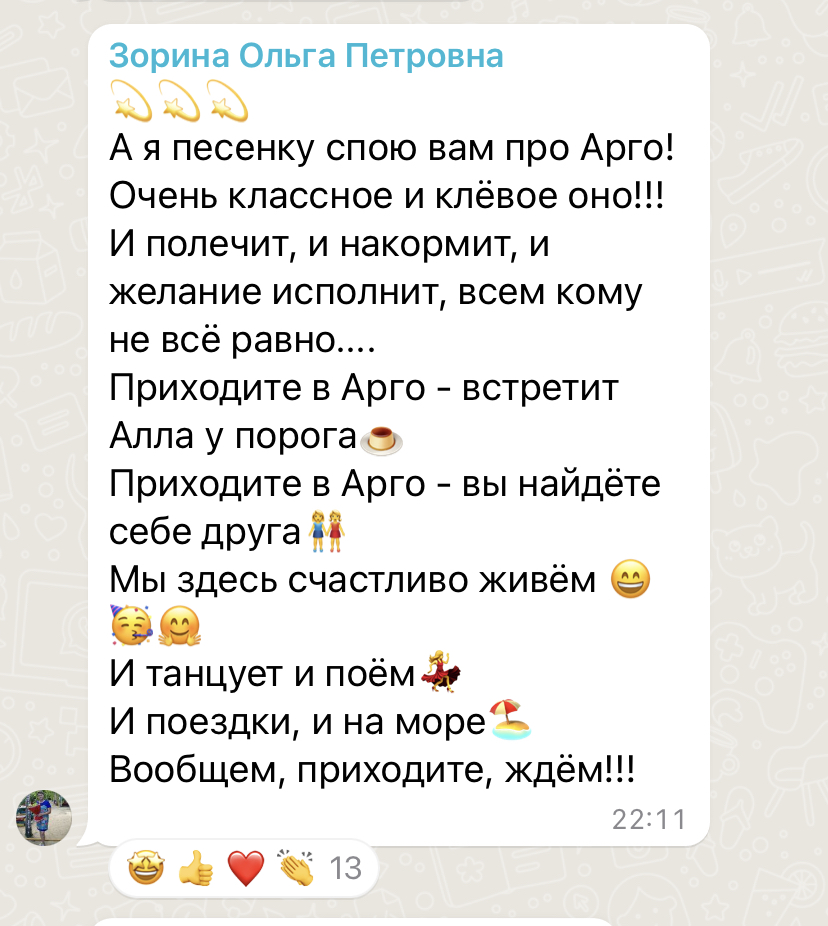 Зорина Ольга Петровна
💫💫💫
А я песенку спою вам про Арго!
Очень классное и клёвое оно!!!
И полечит, и накормит, и
желание исполнит, всем кому
не всё равно....
Приходите в Арго - встретит
Алла у порога🍮
Приходите в Арго - вы найдёте
себе друга👭
Мы здесь счастливо живём 😄
🥳🤗
И танцует и поём💃
И поездки, и на море🏖
Вообщем, приходите, ждём!!!
22:11
🤩👍❤️👏 13